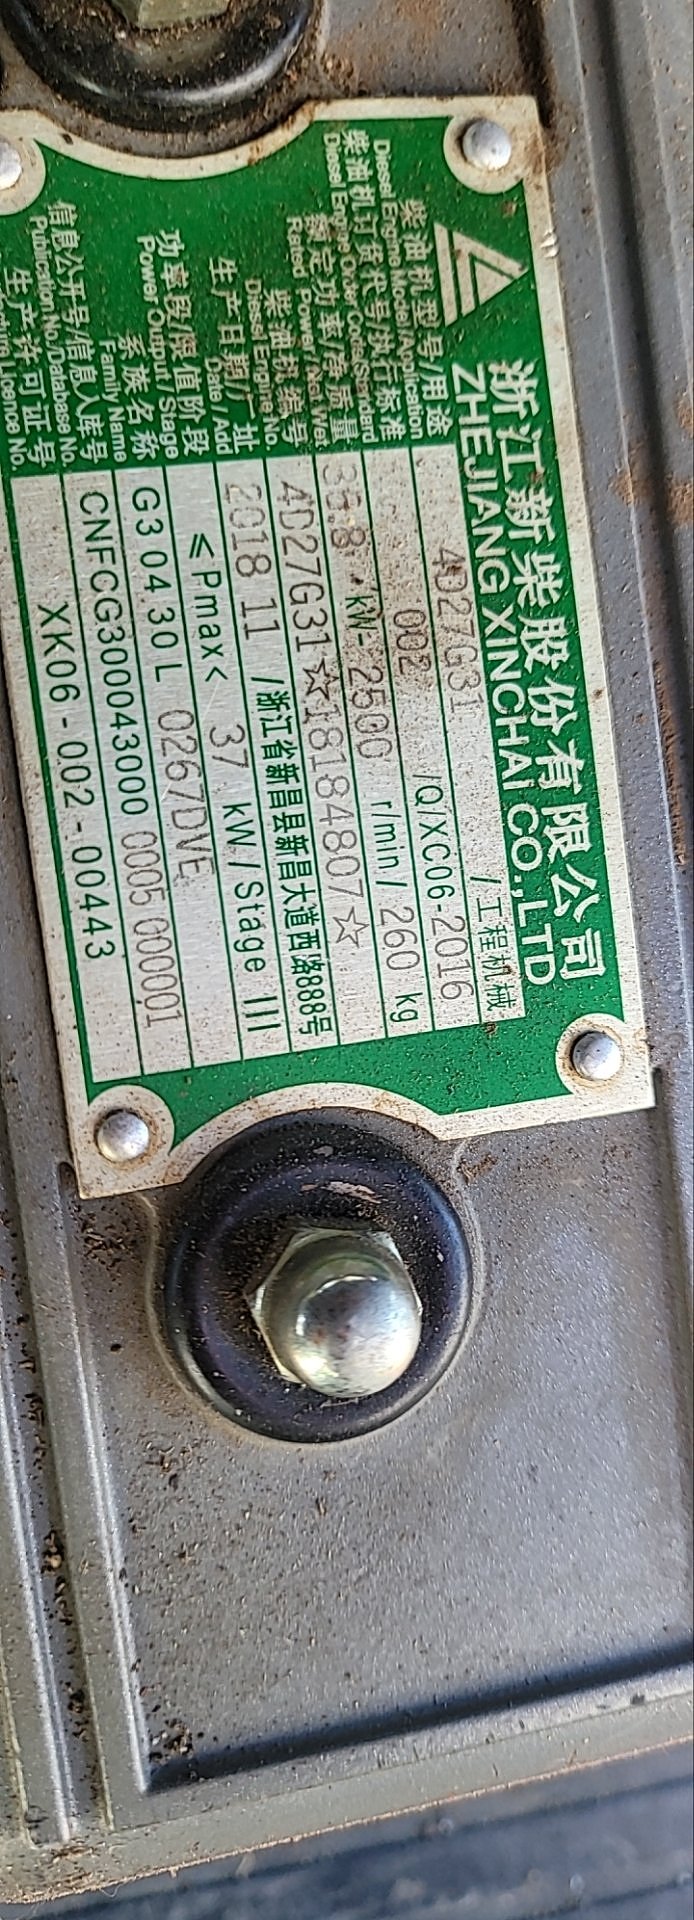 浙江新柴股份有限公司
ZHEJIANG XINCHAI CO.,LTD
柴油机型号/用途 4D27G31 /工程机械
Diesel Engine Model/Application
柴油机订货代号/执行标准 002 /Q/XC06-2016
Diesel Engine Order Code/Standard
额定功率/净质量 36.8 kW- 2500 r/min/ 260 kg
Rated Power/Net Wet.
柴油机编号 4D27G31☆18184807☆
Diesel Engine No.
生产日期/厂址 2018 11 /浙江省新昌县新昌大道西路888号
Date / Add
功率段/限值阶段 ≤Pmax< 37 kW/Stage III
Power Output / Stage
系族名称 G3 04.30 L 0267DVE
Family Name
信息公开号/信息入库号 CNFCG300043000 0005 000001
Publication No./Database No.
生产许可证号 XK06-002-00443
Licence No.